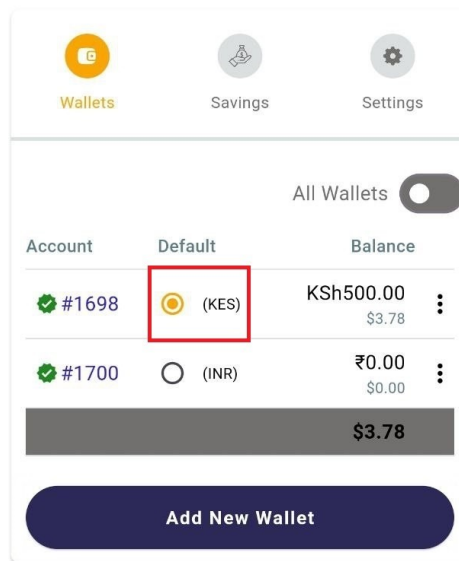 Wallets Savings Settings
All Wallets
Account Default Balance
#1698 (KES) KSh500.00
$3.78
#1700 (INR) ₹0.00
$0.00
$3.78
Add New Wallet